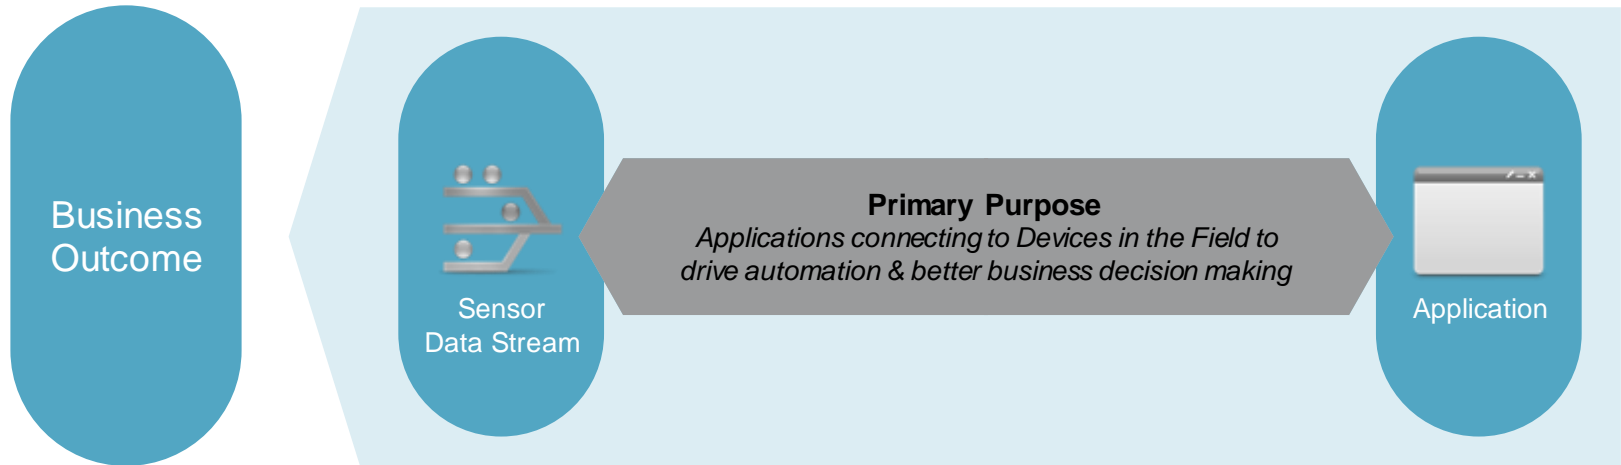 Business
Outcome
Sensor
Data Stream
Primary Purpose
Applications connecting to Devices in the Field to
drive automation & better business decision making
Application